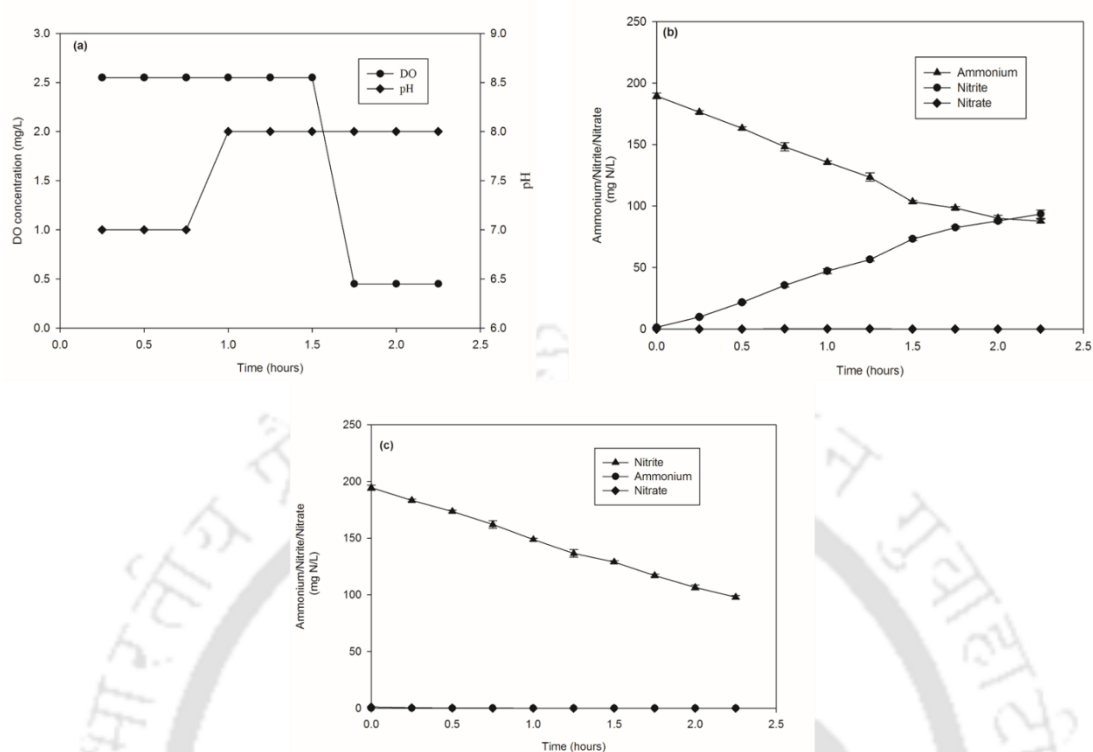 (a)
DO
pH
DO concentration (mg/L)
3.0
2.5
2.0
1.5
1.0
0.5
0.0
9.0
8.5
8.0
7.5
7.0
6.5
6.0
pH
0.0 0.5 1.0 1.5 2.0 2.5
Time (hours)
(b)
Ammonium
Nitrite
Nitrate
Ammonium/Nitrite/Nitrate
(mg N/L)
250
200
150
100
50
0
0.0 0.5 1.0 1.5 2.0 2.5
Time (hours)
(c)
Nitrite
Ammonium
Nitrate
Ammonium/Nitrite/Nitrate
(mg N/L)
250
200
150
100
50
0
0.0 0.5 1.0 1.5 2.0 2.5
Time (hours)